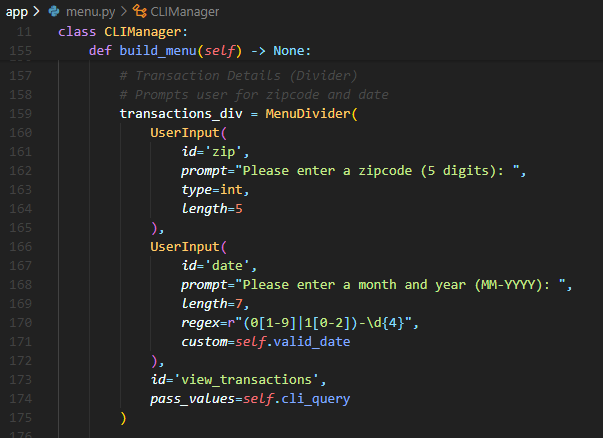 app > menu.py > CLIManager
11 class CLIManager:
155     def build_menu(self) -> None:
157         # Transaction Details (Divider)
158         # Prompts user for zipcode and date
159         transactions_div = MenuDivider(
160             UserInput(
161                 id='zip',
162                 prompt="Please enter a zipcode (5 digits): ",
163                 type=int,
164                 length=5
165             ),
166             UserInput(
167                 id='date',
168                 prompt="Please enter a month and year (MM-YYYY): ",
169                 length=7,
170                 regex=r"(0[1-9]|1[0-2])-\d{4}",
171                 custom=self.valid_date
172             ),
173             id='view_transactions',
174             pass_values=self.cli_query
175         )
176